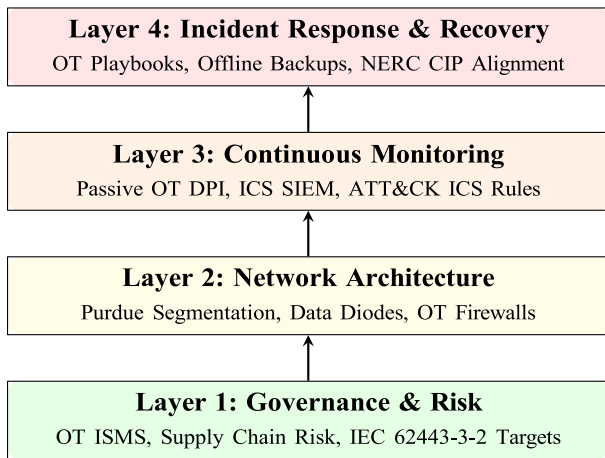 Layer 4: Incident Response & Recovery
OT Playbooks, Offline Backups, NERC CIP Alignment
Layer 3: Continuous Monitoring
Passive OT DPI, ICS SIEM, ATT&CK ICS Rules
Layer 2: Network Architecture
Purdue Segmentation, Data Diodes, OT Firewalls
Layer 1: Governance & Risk
OT ISMS, Supply Chain Risk, IEC 62443-3-2 Targets